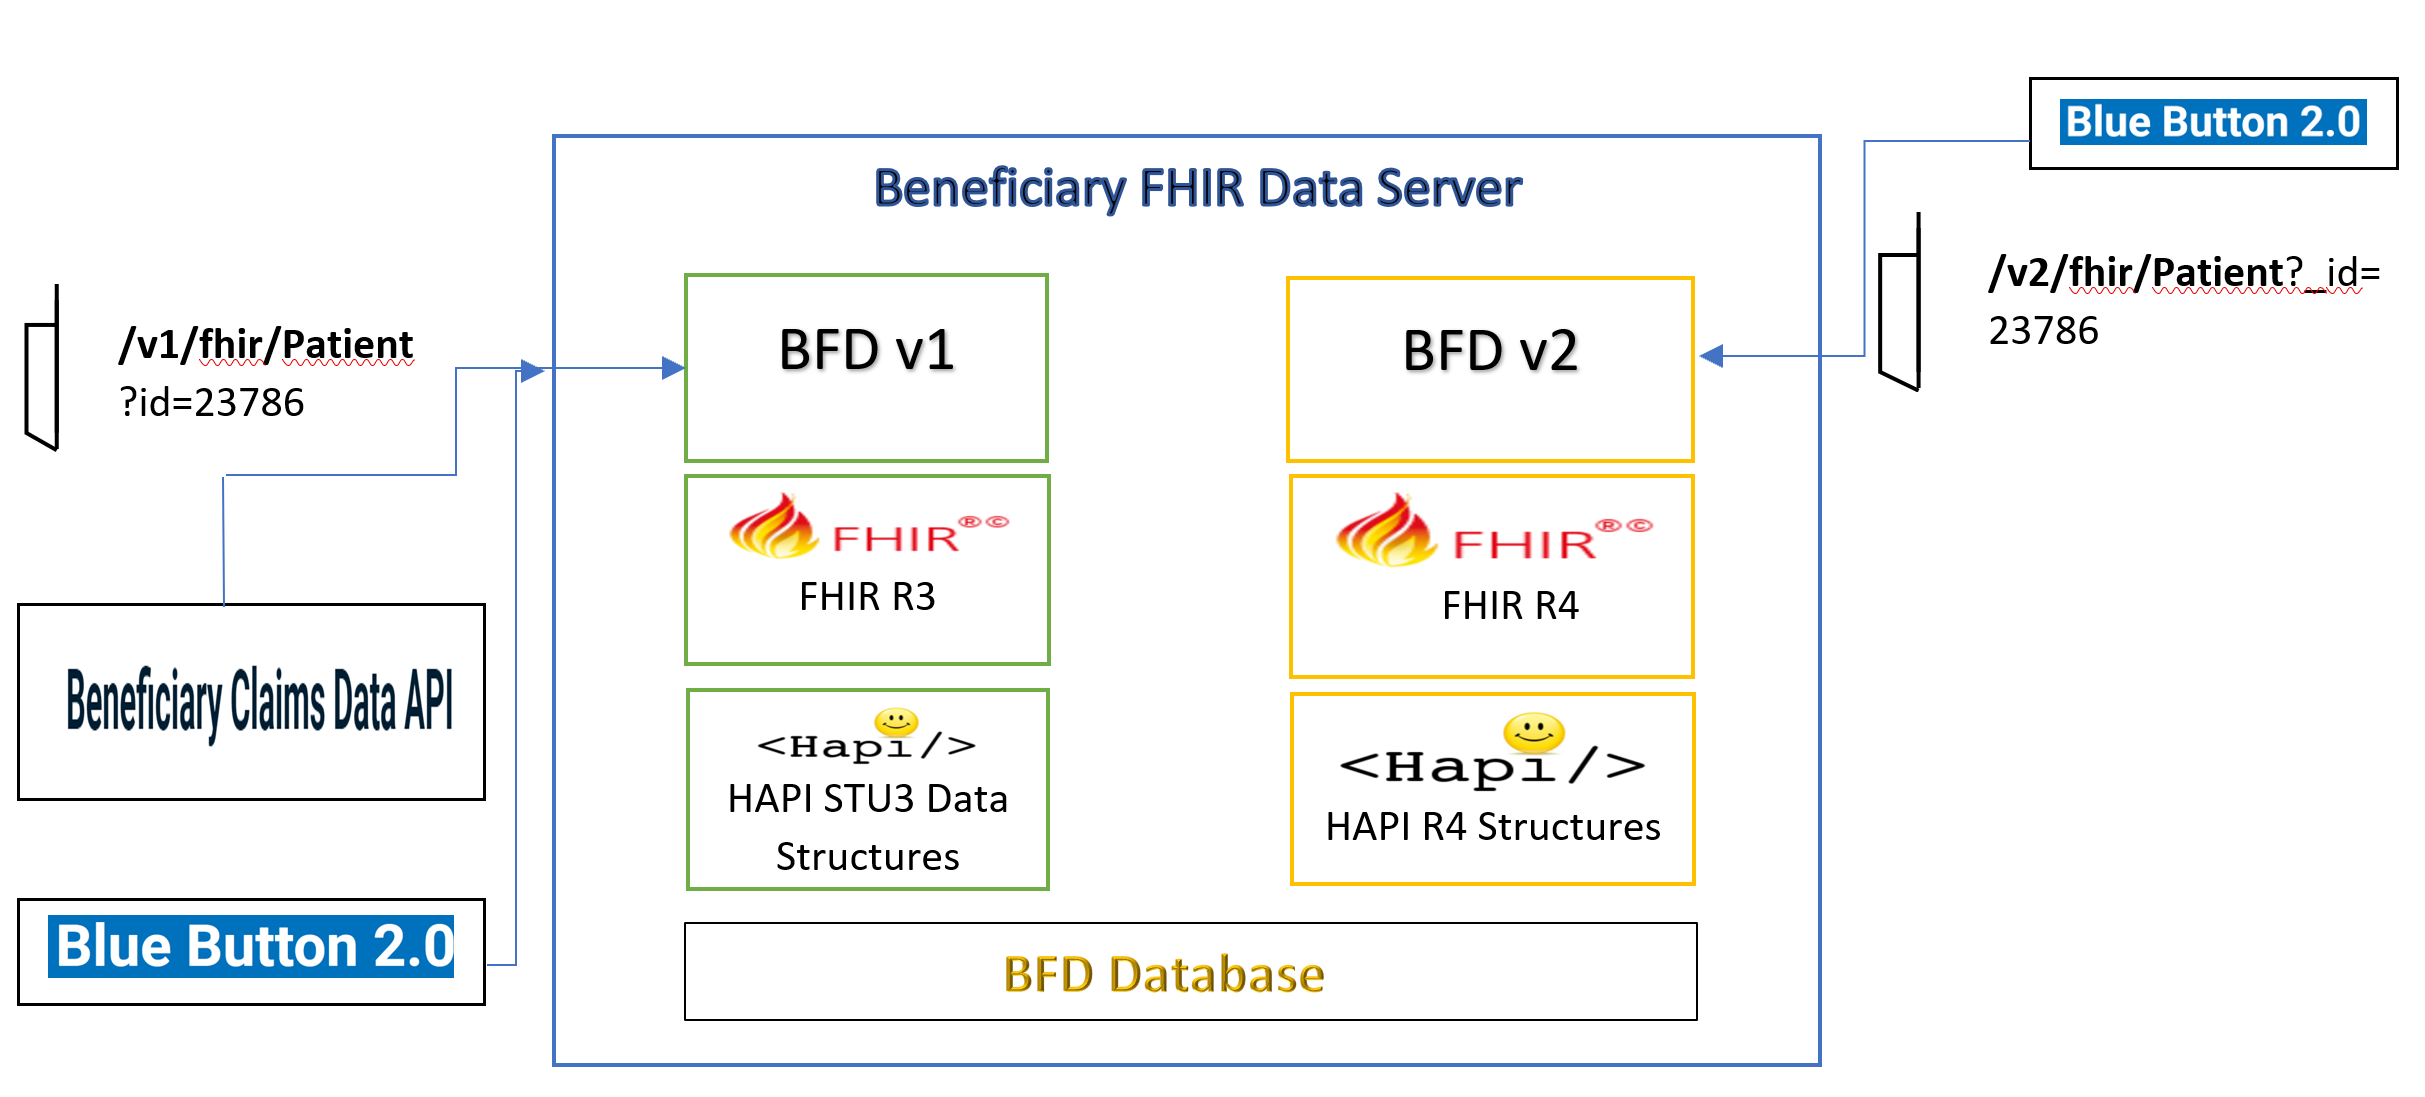 Blue Button 2.0
Beneficiary FHIR Data Server
/v1/fhir/Patient
?id=23786
BFD v1
BFD v2
/v2/fhir/Patient?_id=
23786
FHIR®©
FHIR R3
FHIR®©
FHIR R4
Beneficiary Claims Data API
<Hapi/>
HAPI STU3 Data
Structures
<Hapi/>
HAPI R4 Structures
Blue Button 2.0
BFD Database